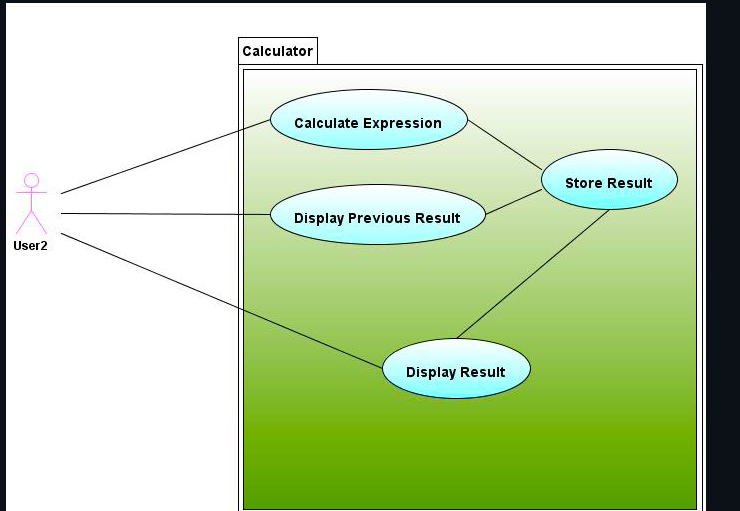 Calculator
Calculate Expression
Store Result
Display Previous Result
User2
Display Result